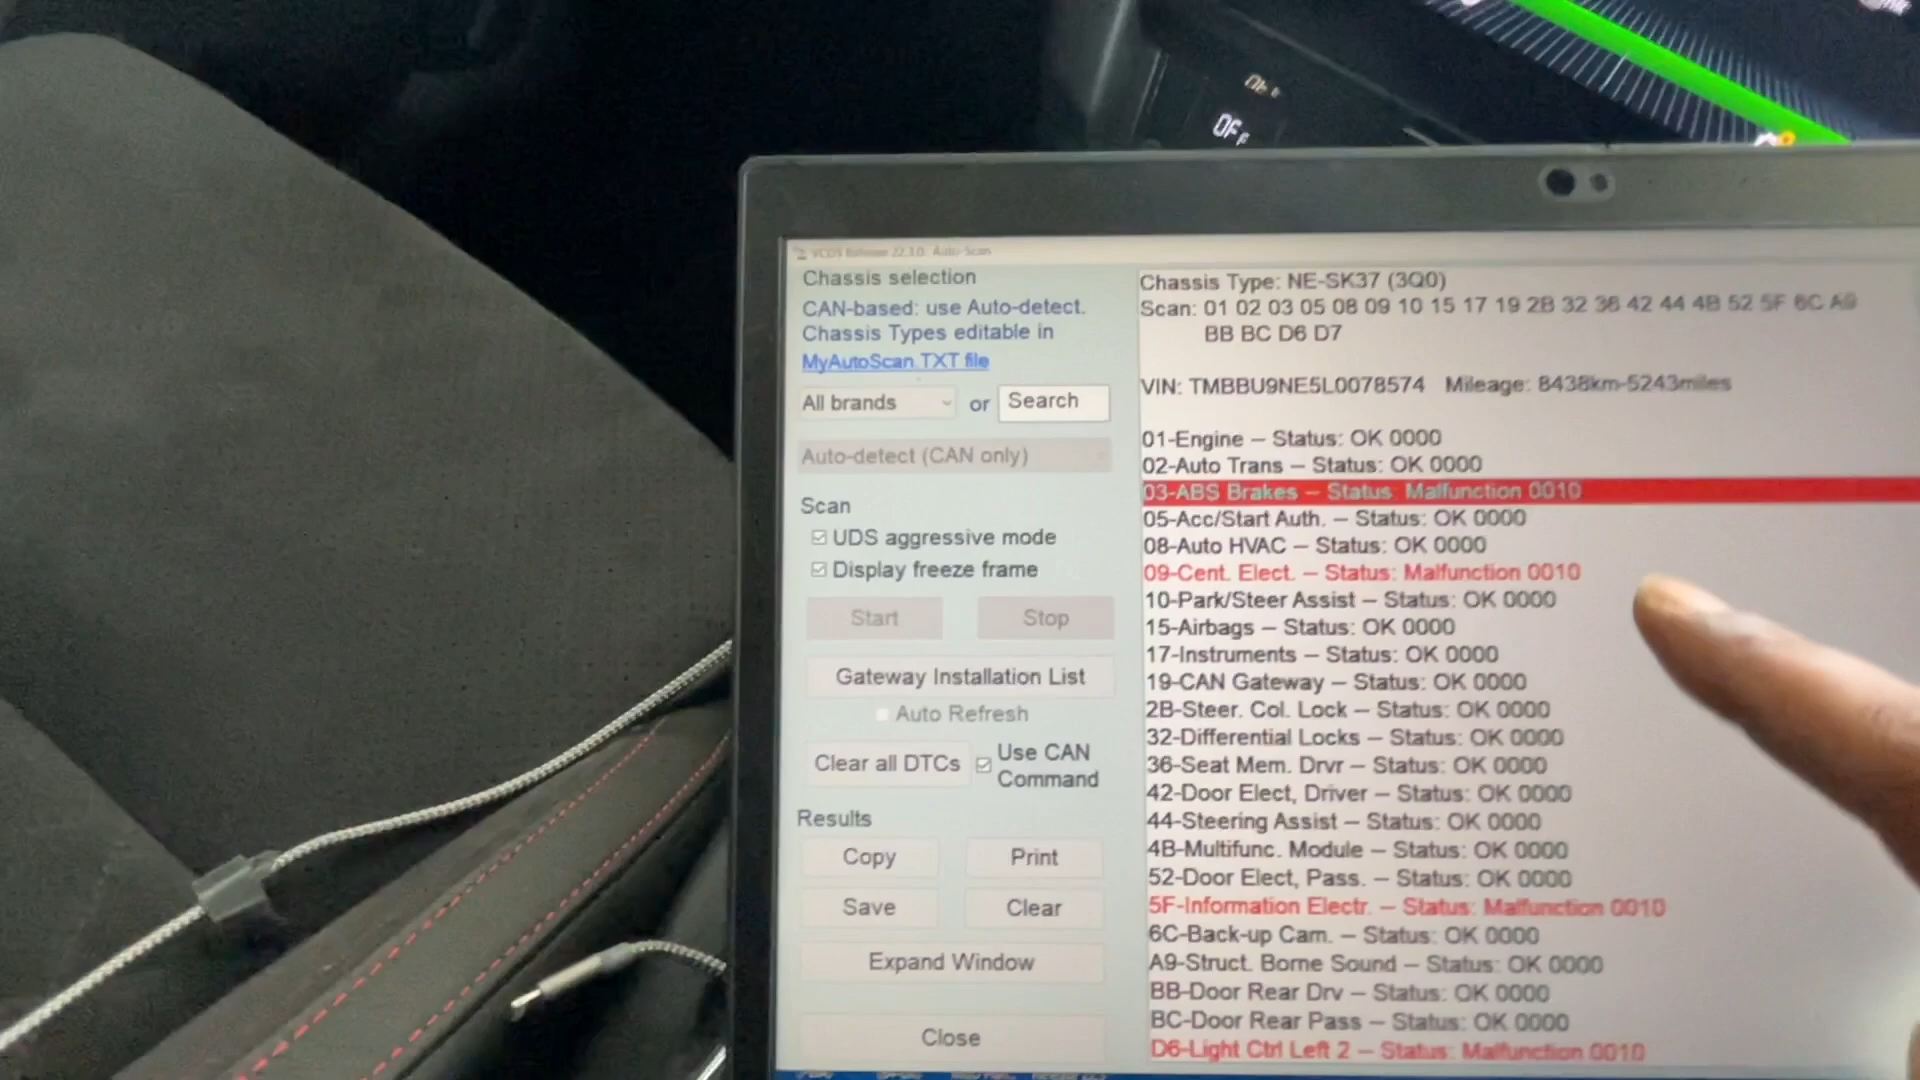 OFF
VCDS Release 22.3.0: Auto-Scan
Chassis selection
CAN-based: use Auto-detect.
Chassis Types editable in
MyAutoScan.TXT file
All brands
or
Search
Auto-detect (CAN only)
Scan
UDS aggressive mode
Display freeze frame
Start
Stop
Gateway Installation List
Auto Refresh
Clear all DTCs
Use CAN
Command
Results
Copy
Print
Save
Clear
Expand Window
Close
Chassis Type: NE-SK37 (3Q0)
Scan: 01 02 03 05 08 09 10 15 17 19 2B 32 36 42 44 4B 52 5F 6C A9
BB BC D6 D7
VIN: TMBBU9NE5L0078574 Mileage: 8438km-5243miles
01-Engine -- Status: OK 0000
02-Auto Trans -- Status: OK 0000
03-ABS Brakes -- Status: Malfunction 0010
05-Acc/Start Auth. -- Status: OK 0000
08-Auto HVAC -- Status: OK 0000
09-Cent. Elect. -- Status: Malfunction 0010
10-Park/Steer Assist -- Status: OK 0000
15-Airbags -- Status: OK 0000
17-Instruments -- Status: OK 0000
19-CAN Gateway -- Status: OK 0000
2B-Steer. Col. Lock -- Status: OK 0000
32-Differential Locks -- Status: OK 0000
36-Seat Mem. Drvr -- Status: OK 0000
42-Door Elect, Driver -- Status: OK 0000
44-Steering Assist -- Status: OK 0000
4B-Multifunc. Module -- Status: OK 0000
52-Door Elect, Pass. -- Status: OK 0000
5F-Information Electr. -- Status: Malfunction 0010
6C-Back-up Cam. -- Status: OK 0000
A9-Struct. Borne Sound -- Status: OK 0000
BB-Door Rear Drv -- Status: OK 0000
BC-Door Rear Pass -- Status: OK 0000
D6-Light Ctrl Left 2 -- Status: Malfunction 0010